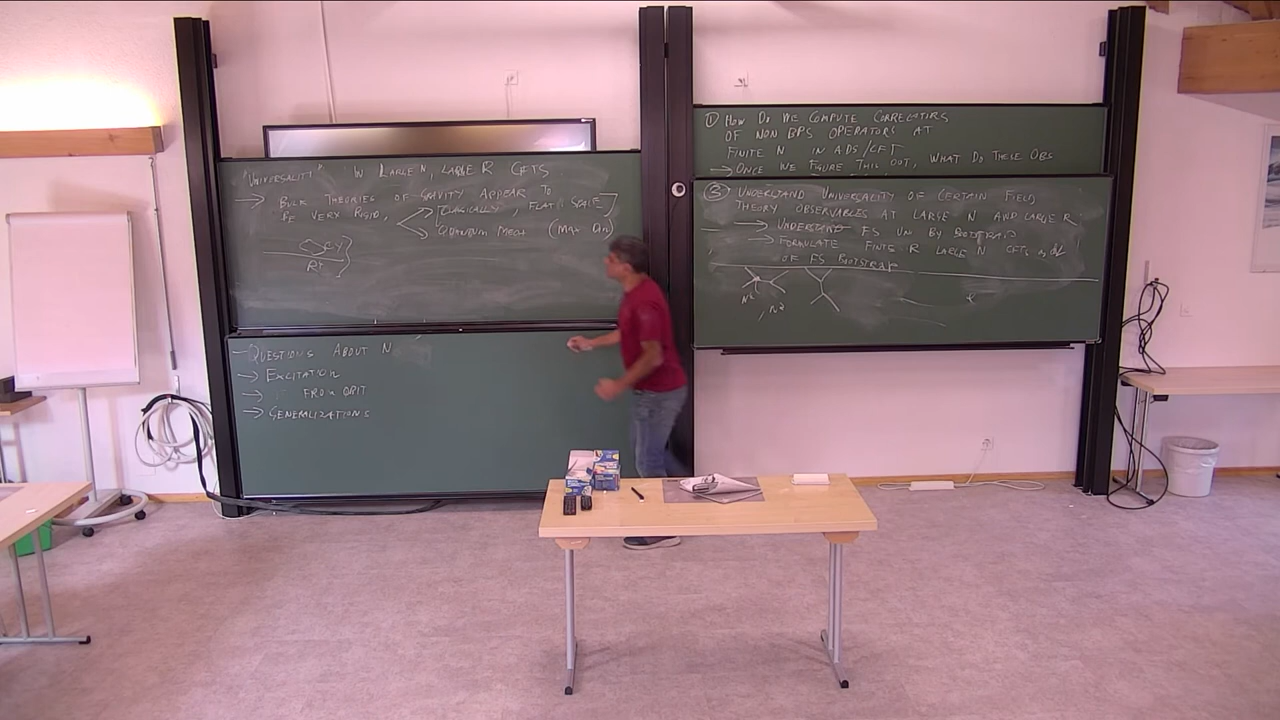 "UNIVERSALITY" IN LARGE N, LARGE R CFTS
→ BULK THEORIES OF GRAVITY APPEAR TO
BE VERY RIGID,
CLASSICALLY, FLAT SPACE
QUANTUM MECH
- QUESTIONS ABOUT N
→ EXCITATION
→ FROM ORIT
→ GENERALIZATIONS
① HOW DO WE COMPUTE CORRELATORS
OF NON BPS OPERATORS AT
FINITE N IN ADS/CFT
→ ONCE WE FIGURE THIS OUT, WHAT DO THESE OBS
③ UNDERSTAND UNIVERSALITY OF CERTAIN FIELD
THEORY OBSERVABLES AT LARGE N AND LARGE R
→ UNDERSTAND FS UNI BY BOOTSTRAP
→ FORMULATE FINITE R LARGE N CFTS as
OF FS BOOTSTRAP